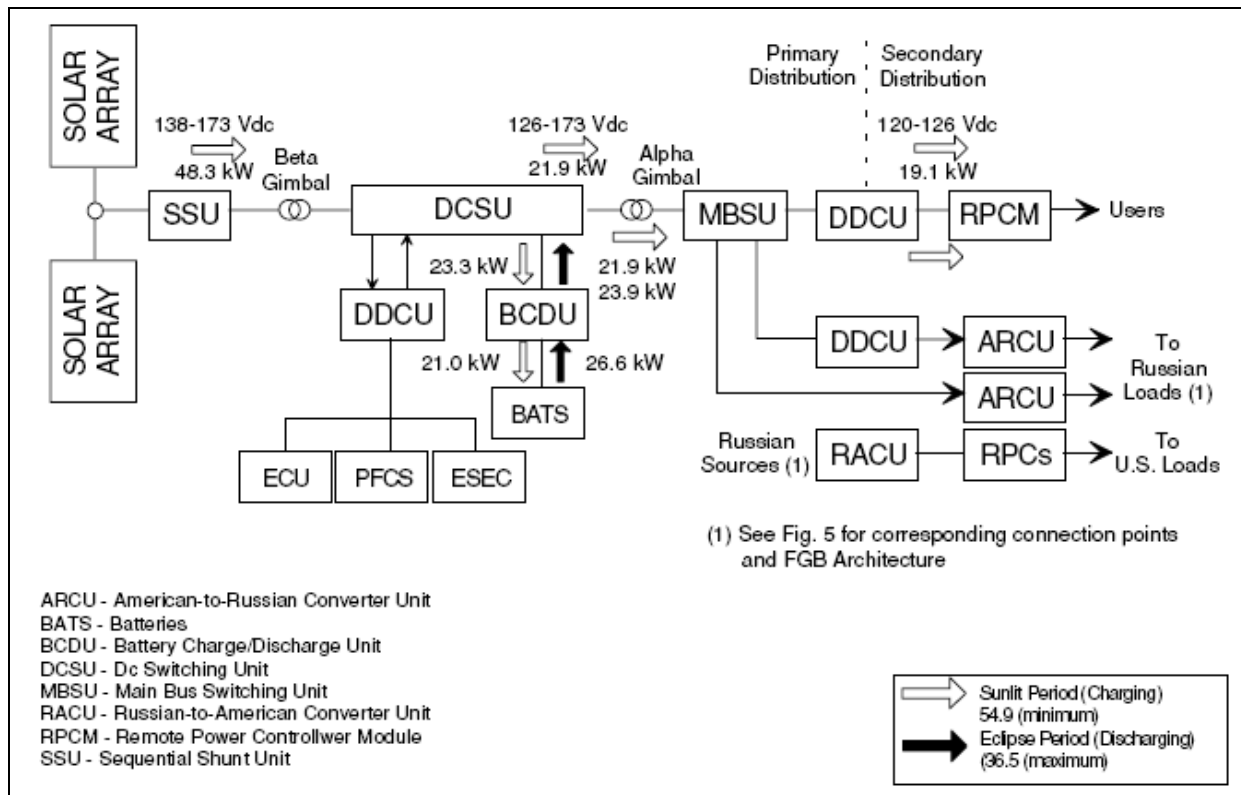 SOLAR
ARRAY
SOLAR
ARRAY
138-173 Vdc
48.3 kW
SSU
Beta
Gimbal
DCSU
126-173 Vdc
21.9 kW
Alpha
Gimbal
Primary
Distribution
Secondary
Distribution
120-126 Vdc
19.1 kW
MBSU
DDCU
RPCM
Users
23.3 kW
21.9 kW
23.9 kW
DDCU
BCDU
21.0 kW
26.6 kW
BATS
ECU
PFCS
ESEC
DDCU
ARCU
ARCU
To
Russian
Loads (1)
Russian
Sources (1)
RACU
RPCs
To
U.S. Loads
(1) See Fig. 5 for corresponding connection points
and FGB Architecture
ARCU - American-to-Russian Converter Unit
BATS - Batteries
BCDU - Battery Charge/Discharge Unit
DCSU - Dc Switching Unit
MBSU - Main Bus Switching Unit
RACU - Russian-to-American Converter Unit
RPCM - Remote Power Controllwer Module
SSU - Sequential Shunt Unit
Sunlit Period (Charging)
54.9 (minimum)
Eclipse Period (Discharging)
(36.5 (maximum)